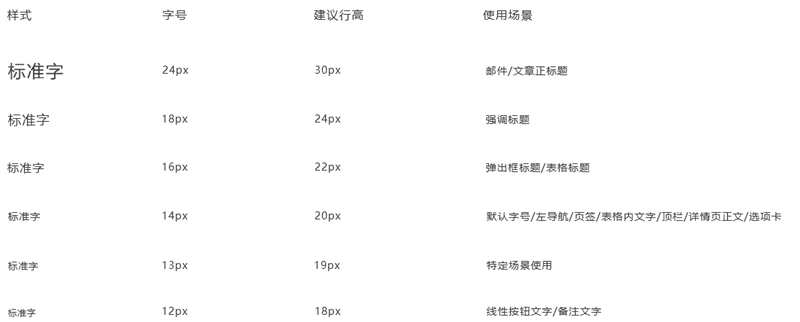 样式 字号 建议行高 使用场景
标准字 24px 30px 邮件/文章正标题
标准字 18px 24px 强调标题
标准字 16px 22px 弹出框标题/表格标题
标准字 14px 20px 默认字号/左导航/页签/表格内文字/顶栏/详情页正文/选项卡
标准字 13px 19px 特定场景使用
标准字 12px 18px 线性按钮文字/备注文字